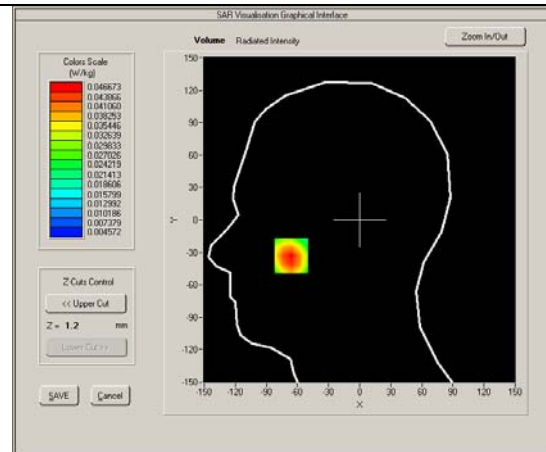 SAR Visualisation Graphical Interface
Volume Radiated Intensity
Zoom In/Out
Colors Scale
(W/kg)
0.046673
0.043866
0.041060
0.038253
0.035446
0.032639
0.029833
0.027026
0.024219
0.021413
0.018606
0.015799
0.012992
0.010186
0.007379
0.004572
Z Cuts Control
<< Upper Cut
Z = 1.2 mm
Lower Cut >>
SAVE Cancel
150
120
90
60
30
0
-30
-60
-90
-120
-150
Y
-150 -120 -90 -60 -30 0 30 60 90 120 150
X